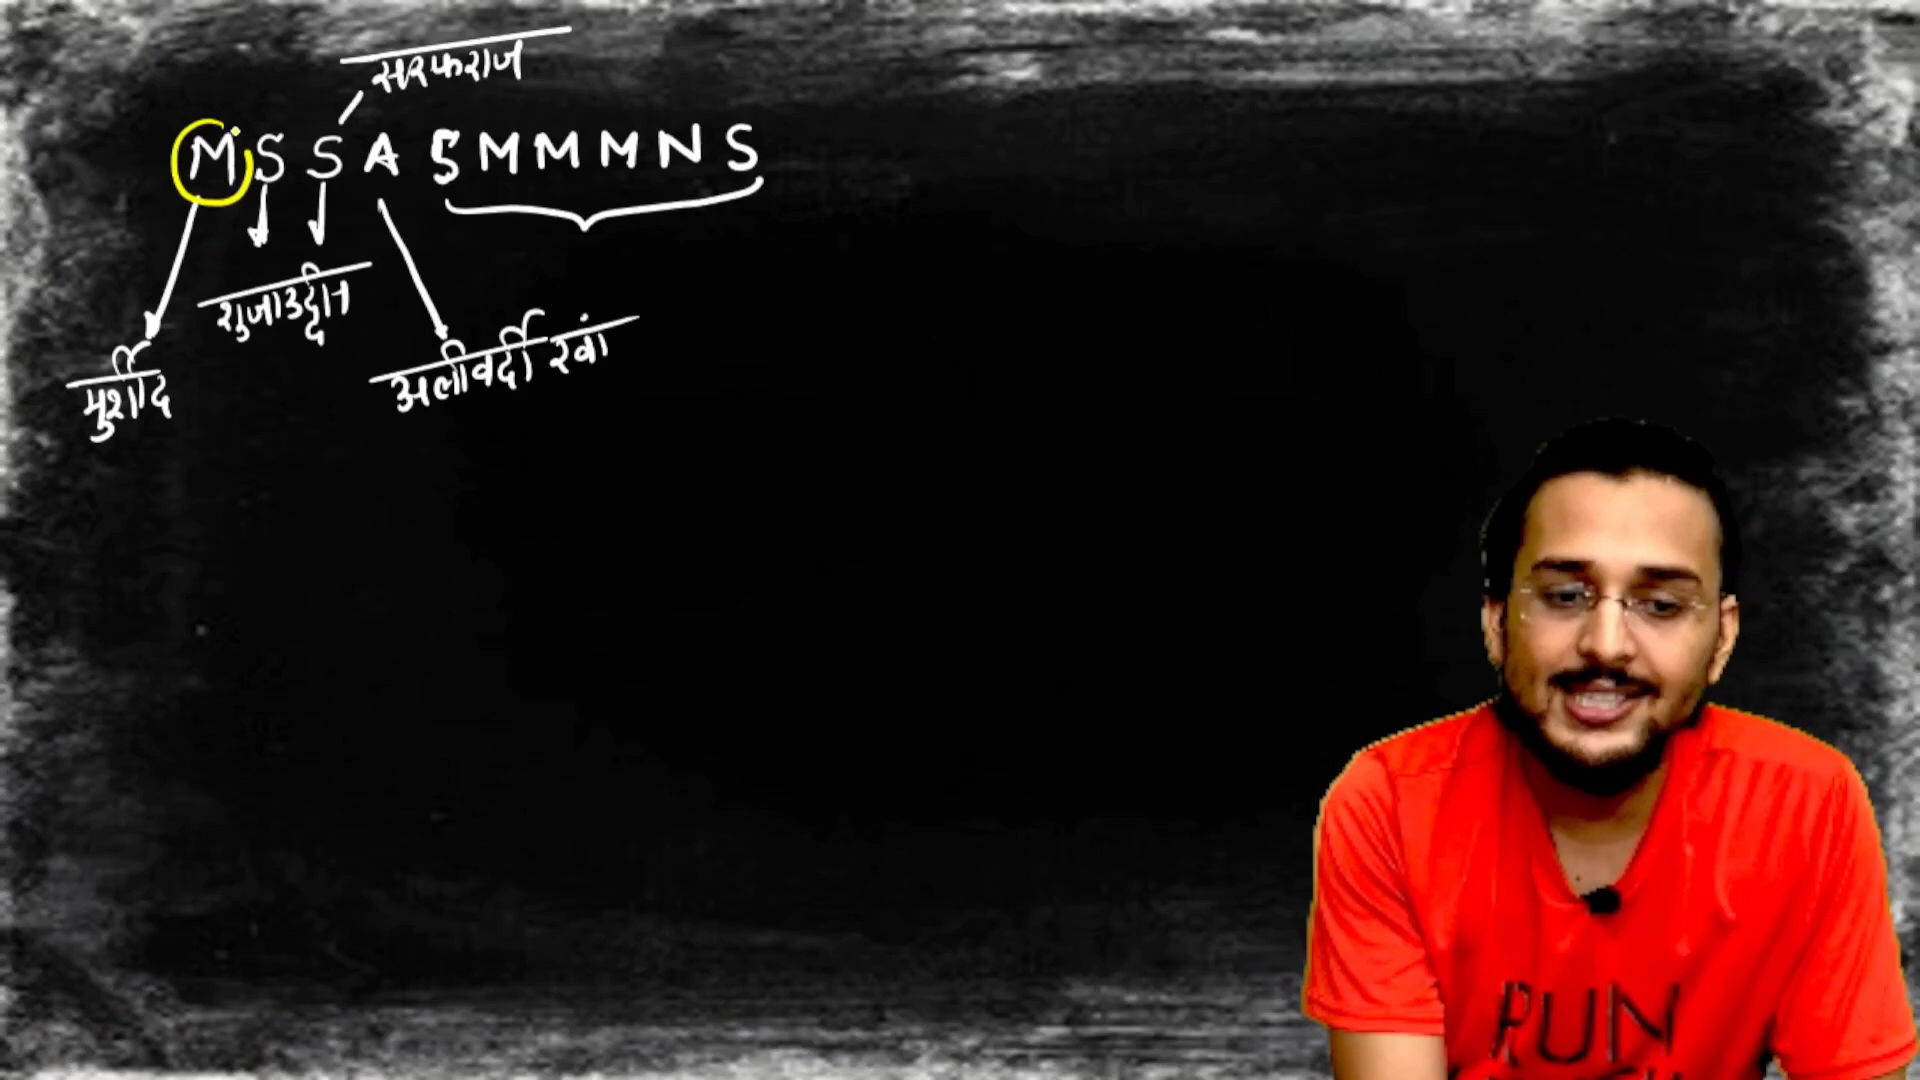 सरफराज
M S S A S M M M N S
शुजाउद्दीन
अलीवर्दी खां
मुर्शीद
RUN